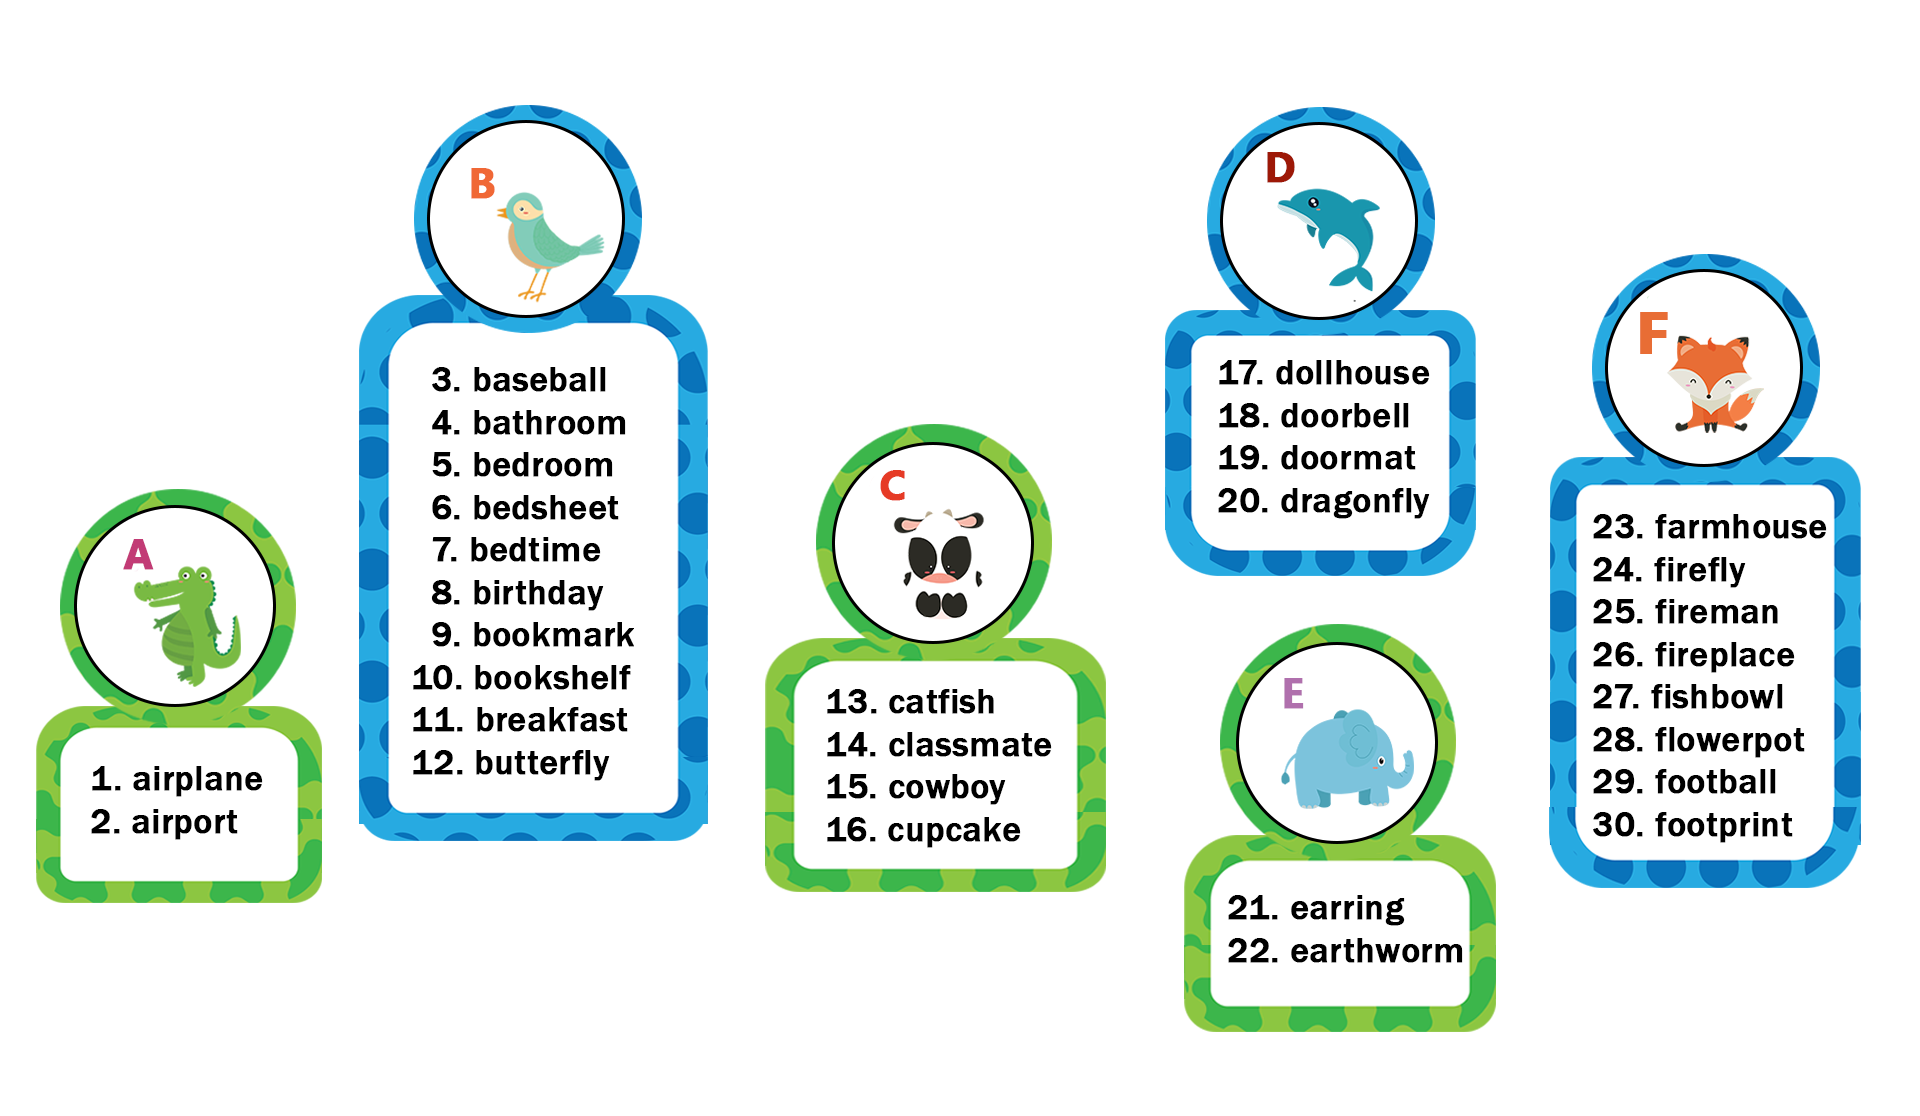 A
1. airplane
2. airport
B
3. baseball
4. bathroom
5. bedroom
6. bedsheet
7. bedtime
8. birthday
9. bookmark
10. bookshelf
11. breakfast
12. butterfly
C
13. catfish
14. classmate
15. cowboy
16. cupcake
D
17. dollhouse
18. doorbell
19. doormat
20. dragonfly
E
21. earring
22. earthworm
F
23. farmhouse
24. firefly
25. fireman
26. fireplace
27. fishbowl
28. flowerpot
29. football
30. footprint